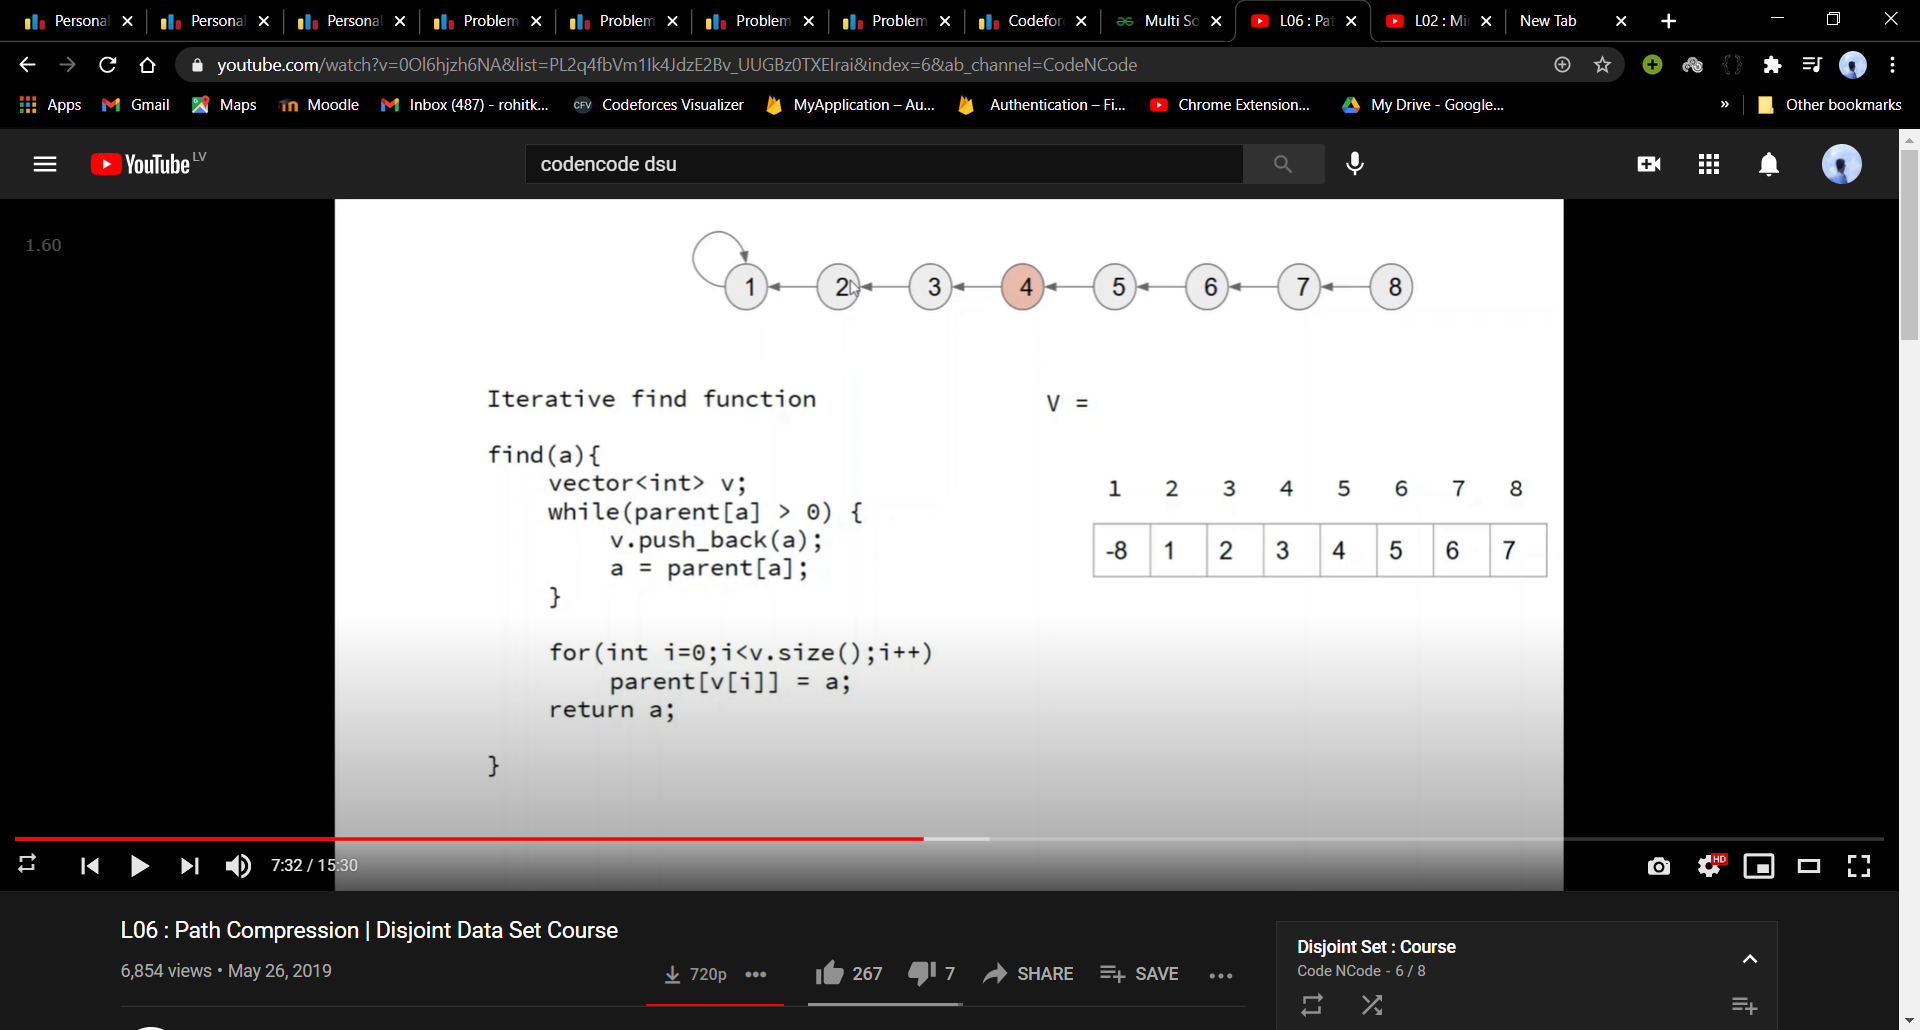 Personal
Personal
Personal
Problem
Problem
Problem
Problem
Codefor
Multi So
L06 : Pat
L02 : Mi
New Tab
youtube.com/watch?v=0Ol6hjzh6NA&list=PL2q4fbVm1Ik4JdzE2Bv_UUGBz0TXEIrai&index=6&ab_channel=CodeNCode
Apps
Gmail
Maps
Moodle
Inbox (487) - rohitk...
CFV
Codeforces Visualizer
MyApplication – Au...
Authentication – Fi...
Chrome Extension...
My Drive - Google...
»
Other bookmarks
YouTube LV
codencode dsu
1.60
1 2 3 4 5 6 7 8
Iterative find function
V =
find(a){
vector<int> v;
while(parent[a] > 0) {
v.push_back(a);
a = parent[a];
}
for(int i=0;i<v.size();i++)
parent[v[i]] = a;
return a;
}
1 2 3 4 5 6 7 8
-8 1 2 3 4 5 6 7
7:32 / 15:30
HD
L06 : Path Compression | Disjoint Data Set Course
6,854 views • May 26, 2019
720p
267
7
SHARE
SAVE
Disjoint Set : Course
Code NCode - 6 / 8